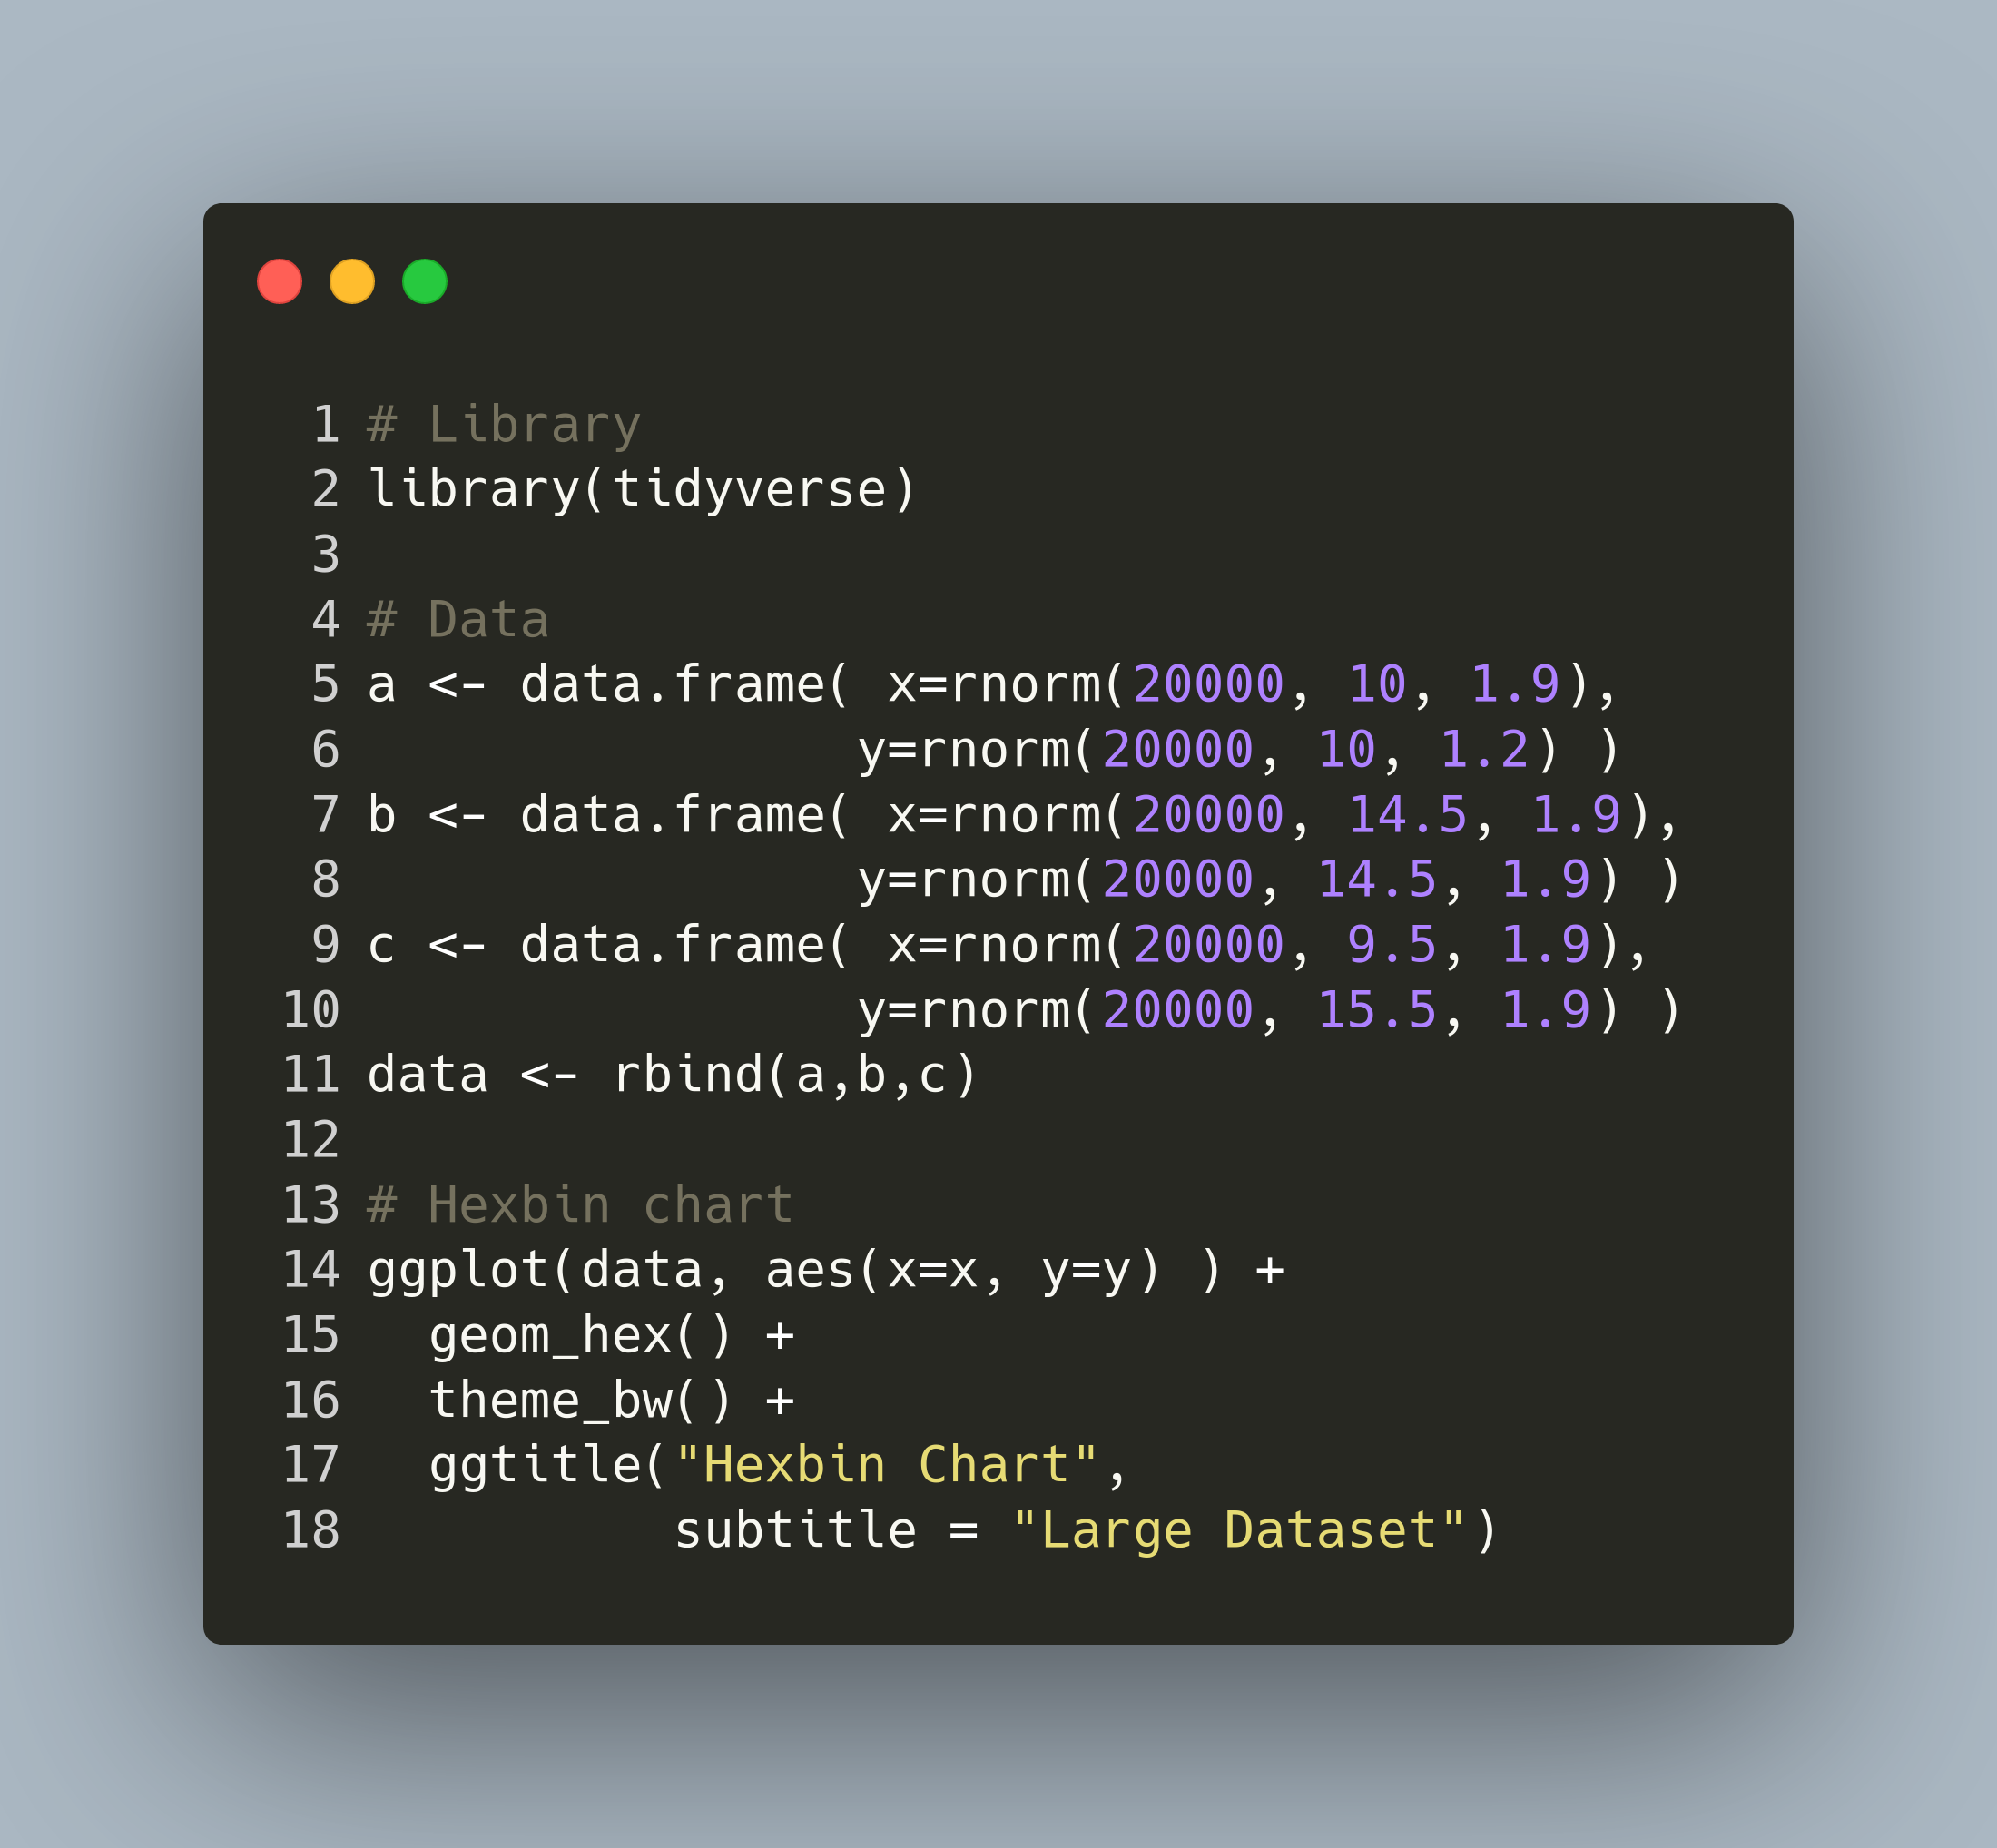 1 # Library
2 library(tidyverse)
3
4 # Data
5 a <- data.frame( x=rnorm(20000, 10, 1.9),
6                 y=rnorm(20000, 10, 1.2) )
7 b <- data.frame( x=rnorm(20000, 14.5, 1.9),
8                 y=rnorm(20000, 14.5, 1.9) )
9 c <- data.frame( x=rnorm(20000, 9.5, 1.9),
10                 y=rnorm(20000, 15.5, 1.9) )
11 data <- rbind(a,b,c)
12
13 # Hexbin chart
14 ggplot(data, aes(x=x, y=y) ) +
15   geom_hex() +
16   theme_bw() +
17   ggtitle("Hexbin Chart",
18           subtitle = "Large Dataset")